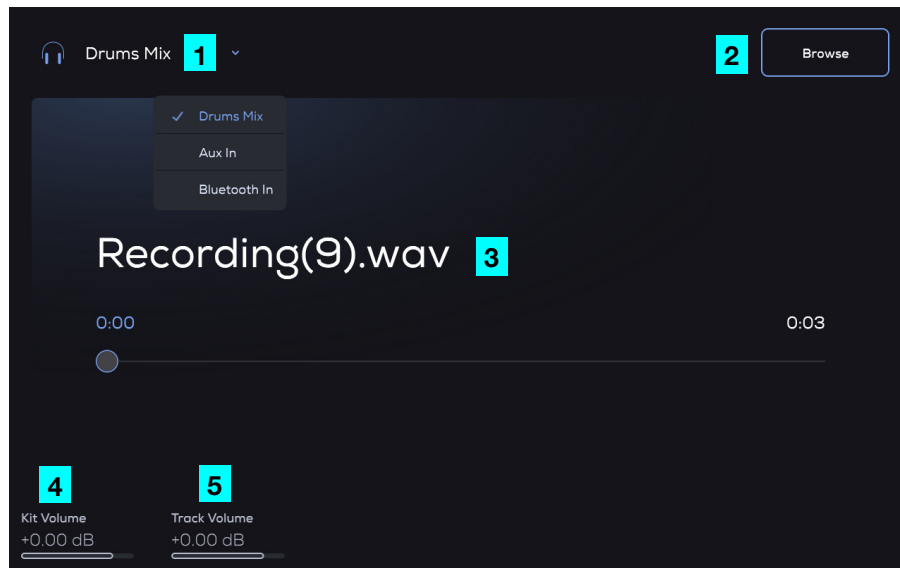 Drums Mix 1
2 Browse
Drums Mix
Aux In
Bluetooth In
Recording(9).wav 3
0:00 0:03
4 5
Kit Volume Track Volume
+0.00 dB +0.00 dB